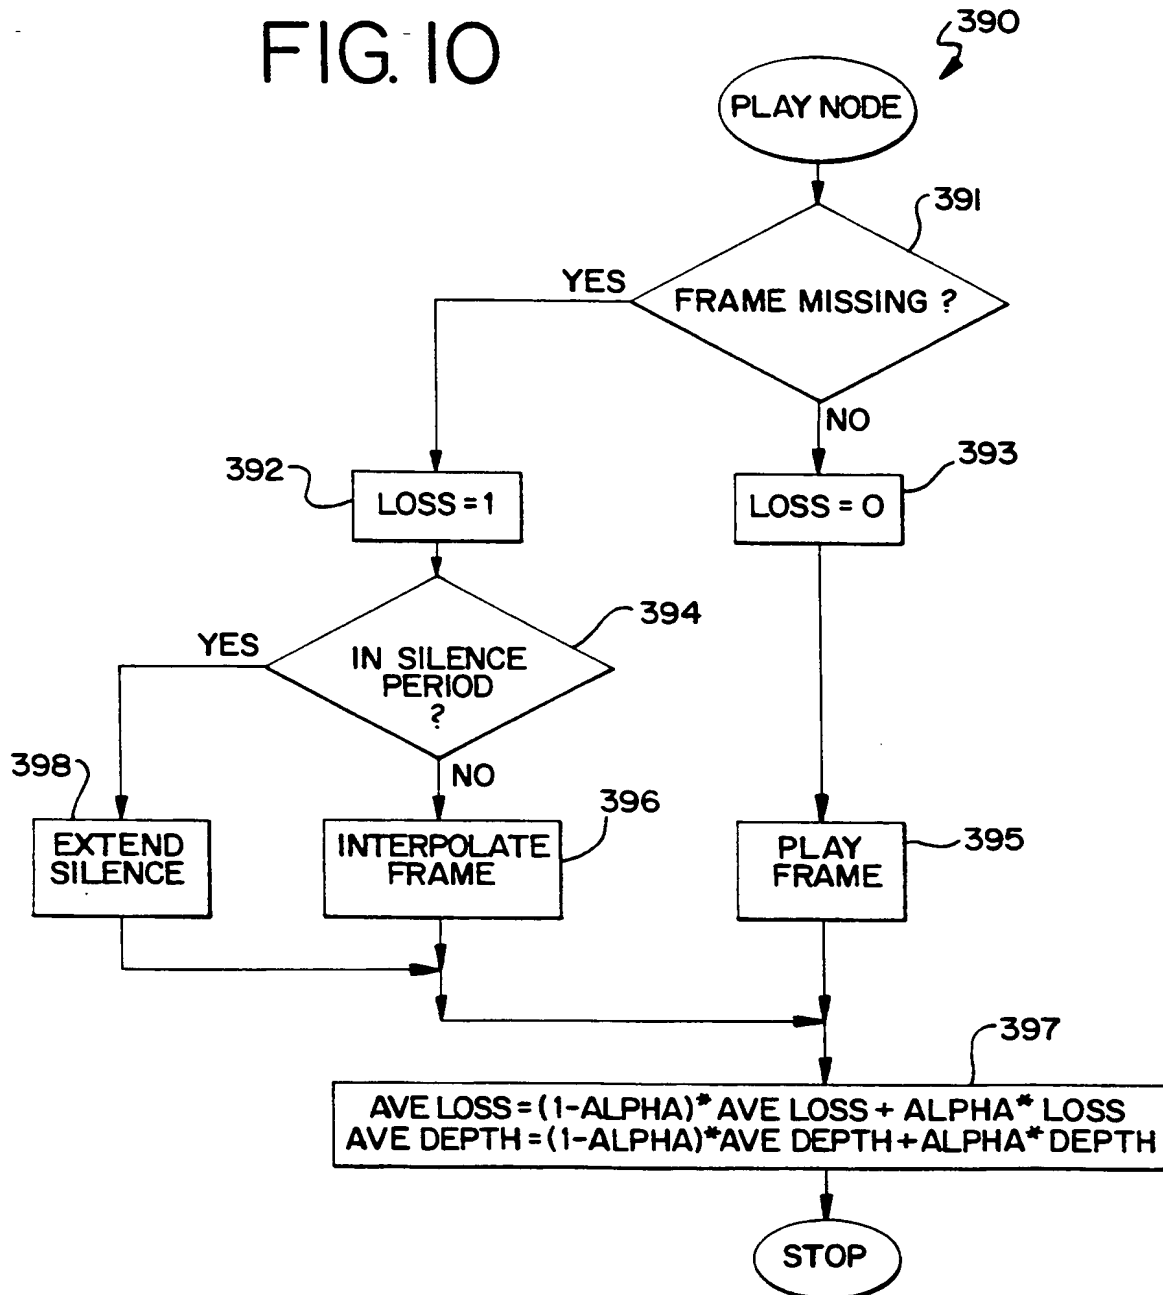 FIG. 10
390
PLAY NODE
391
YES
FRAME MISSING ?
NO
392
LOSS = 1
393
LOSS = 0
394
YES
IN SILENCE
PERIOD
?
NO
398
EXTEND
SILENCE
396
INTERPOLATE
FRAME
395
PLAY
FRAME
397
AVE LOSS = (1-ALPHA)* AVE LOSS + ALPHA* LOSS
AVE DEPTH = (1-ALPHA)* AVE DEPTH + ALPHA* DEPTH
STOP